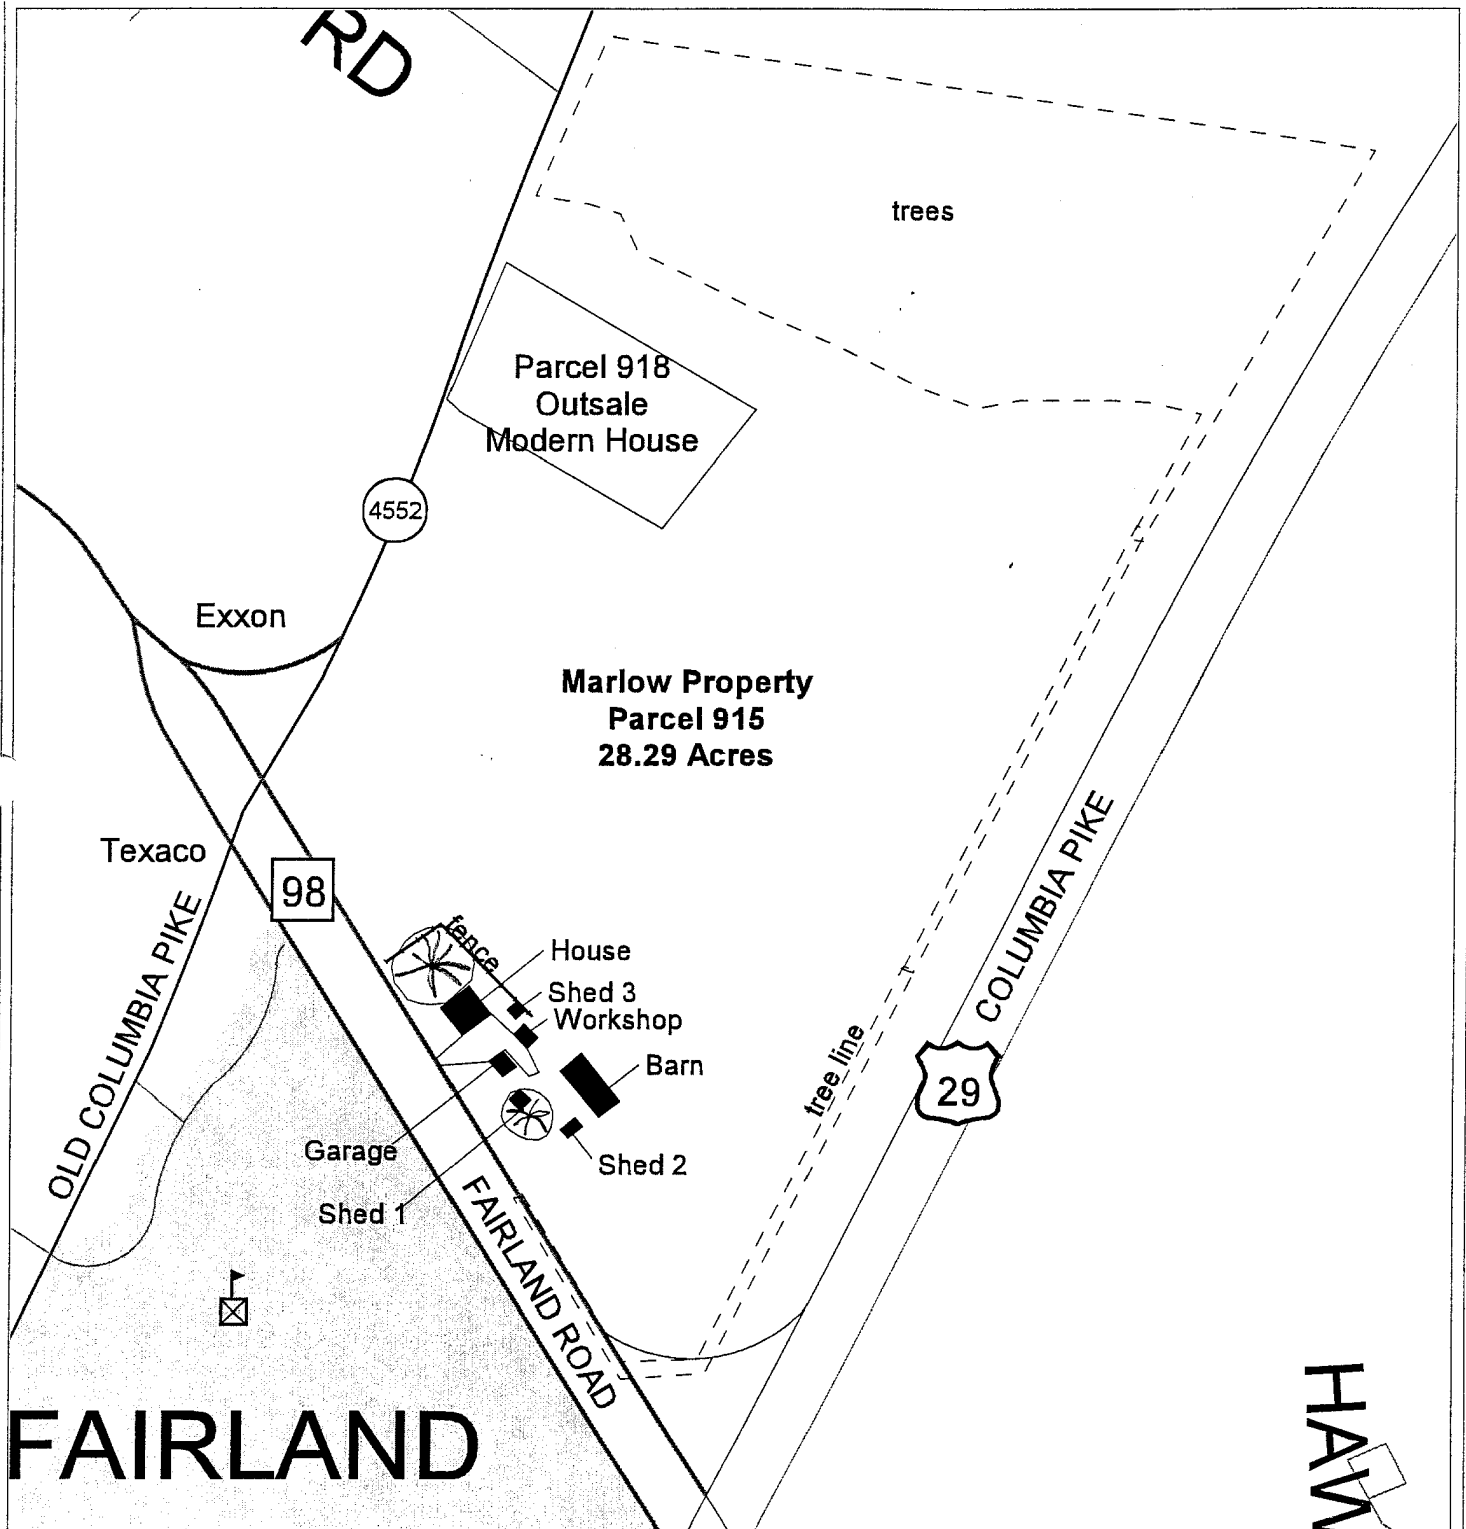 RD
trees
Parcel 918
Outsale
Modern House
4552
Exxon
Marlow Property
Parcel 915
28.29 Acres
Texaco
98
OLD COLUMBIA PIKE
COLUMBIA PIKE
fence
House
Shed 3
Workshop
Barn
tree line
29
Garage
Shed 2
Shed 1
FAIRLAND ROAD
FAIRLAND
HAW